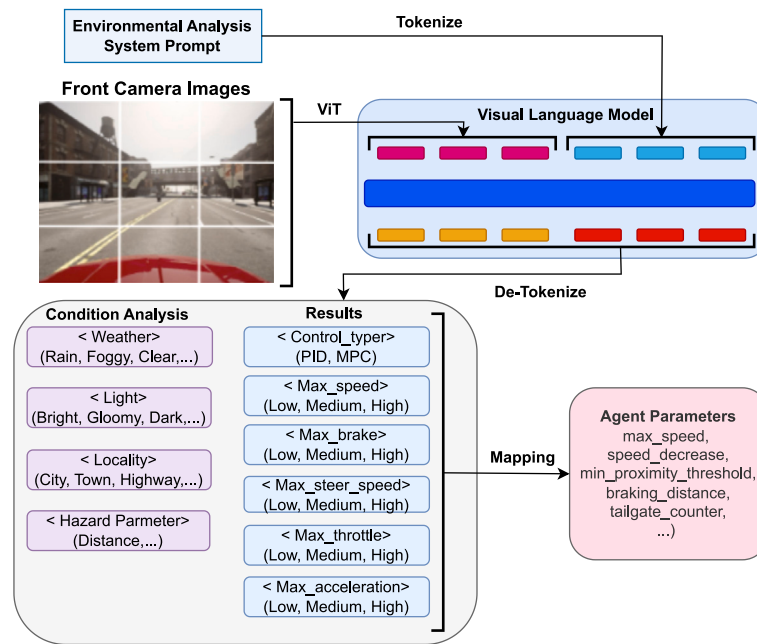 Environmental Analysis
System Prompt
Tokenize
Front Camera Images
ViT
Visual Language Model
De-Tokenize
Condition Analysis
< Weather>
(Rain, Foggy, Clear,...)
< Light>
(Bright, Gloomy, Dark,...)
< Locality>
(City, Town, Highway,...)
< Hazard Parmeter>
(Distance,...)
Results
< Control_typer>
(PID, MPC)
< Max_speed>
(Low, Medium, High)
< Max_brake>
(Low, Medium, High)
< Max_steer_speed>
(Low, Medium, High)
< Max_throttle>
(Low, Medium, High)
< Max_acceleration>
(Low, Medium, High)
Mapping
Agent Parameters
max_speed,
speed_decrease,
min_proximity_threshold,
braking_distance,
tailgate_counter,
...)